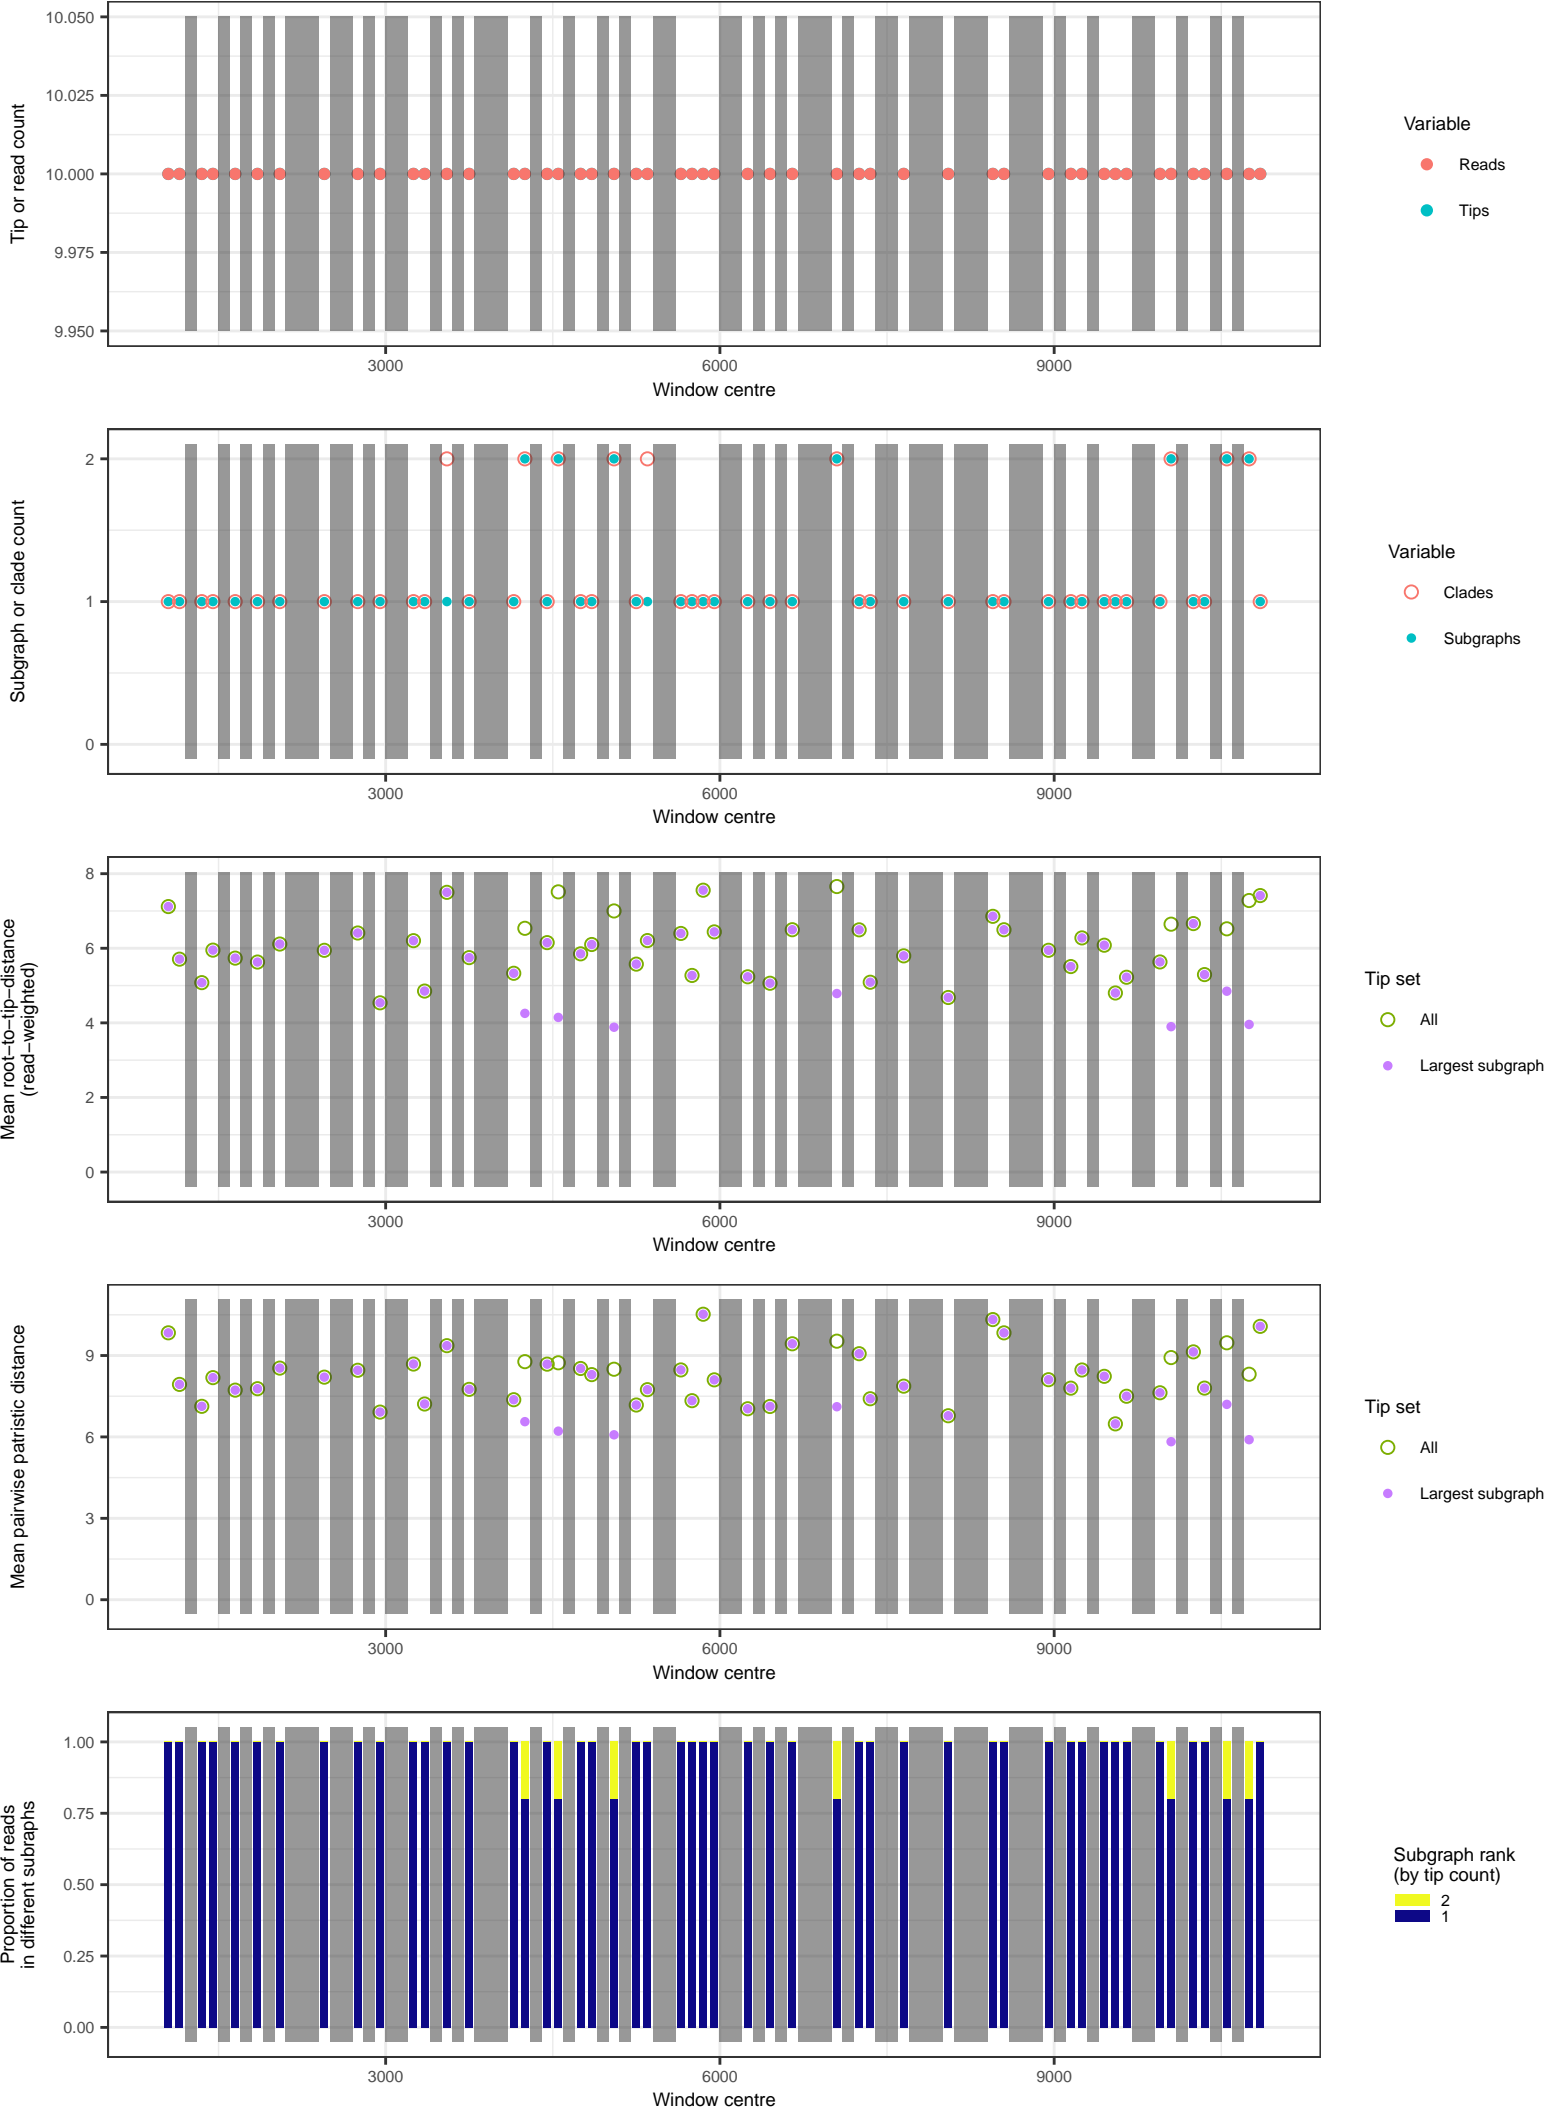 10.050
10.025
10.000
9.975
9.950
Tip or read count
3000
6000
9000
Window centre
Variable
Reads
Tips
2
1
0
Subgraph or clade count
3000
6000
9000
Window centre
Variable
Clades
Subgraphs
8
6
4
2
0
Mean root−to−tip−distance
(read−weighted)
3000
6000
9000
Window centre
Tip set
All
Largest subgraph
9
6
3
0
Mean pairwise patristic distance
3000
6000
9000
Window centre
Tip set
All
Largest subgraph
1.00
0.75
0.50
0.25
0.00
Proportion of reads
in different subraphs
3000
6000
9000
Window centre
Subgraph rank
(by tip count)
2
1